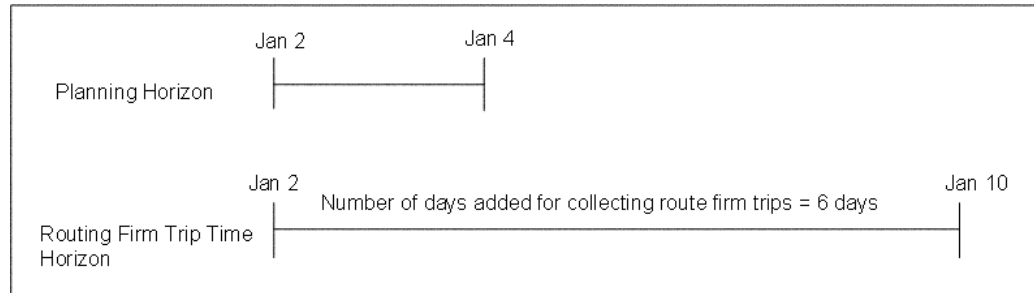 Jan 2
Jan 4
Planning Horizon
Jan 2
Jan 10
Number of days added for collecting route firm trips = 6 days
Routing Firm Trip Time
Horizon